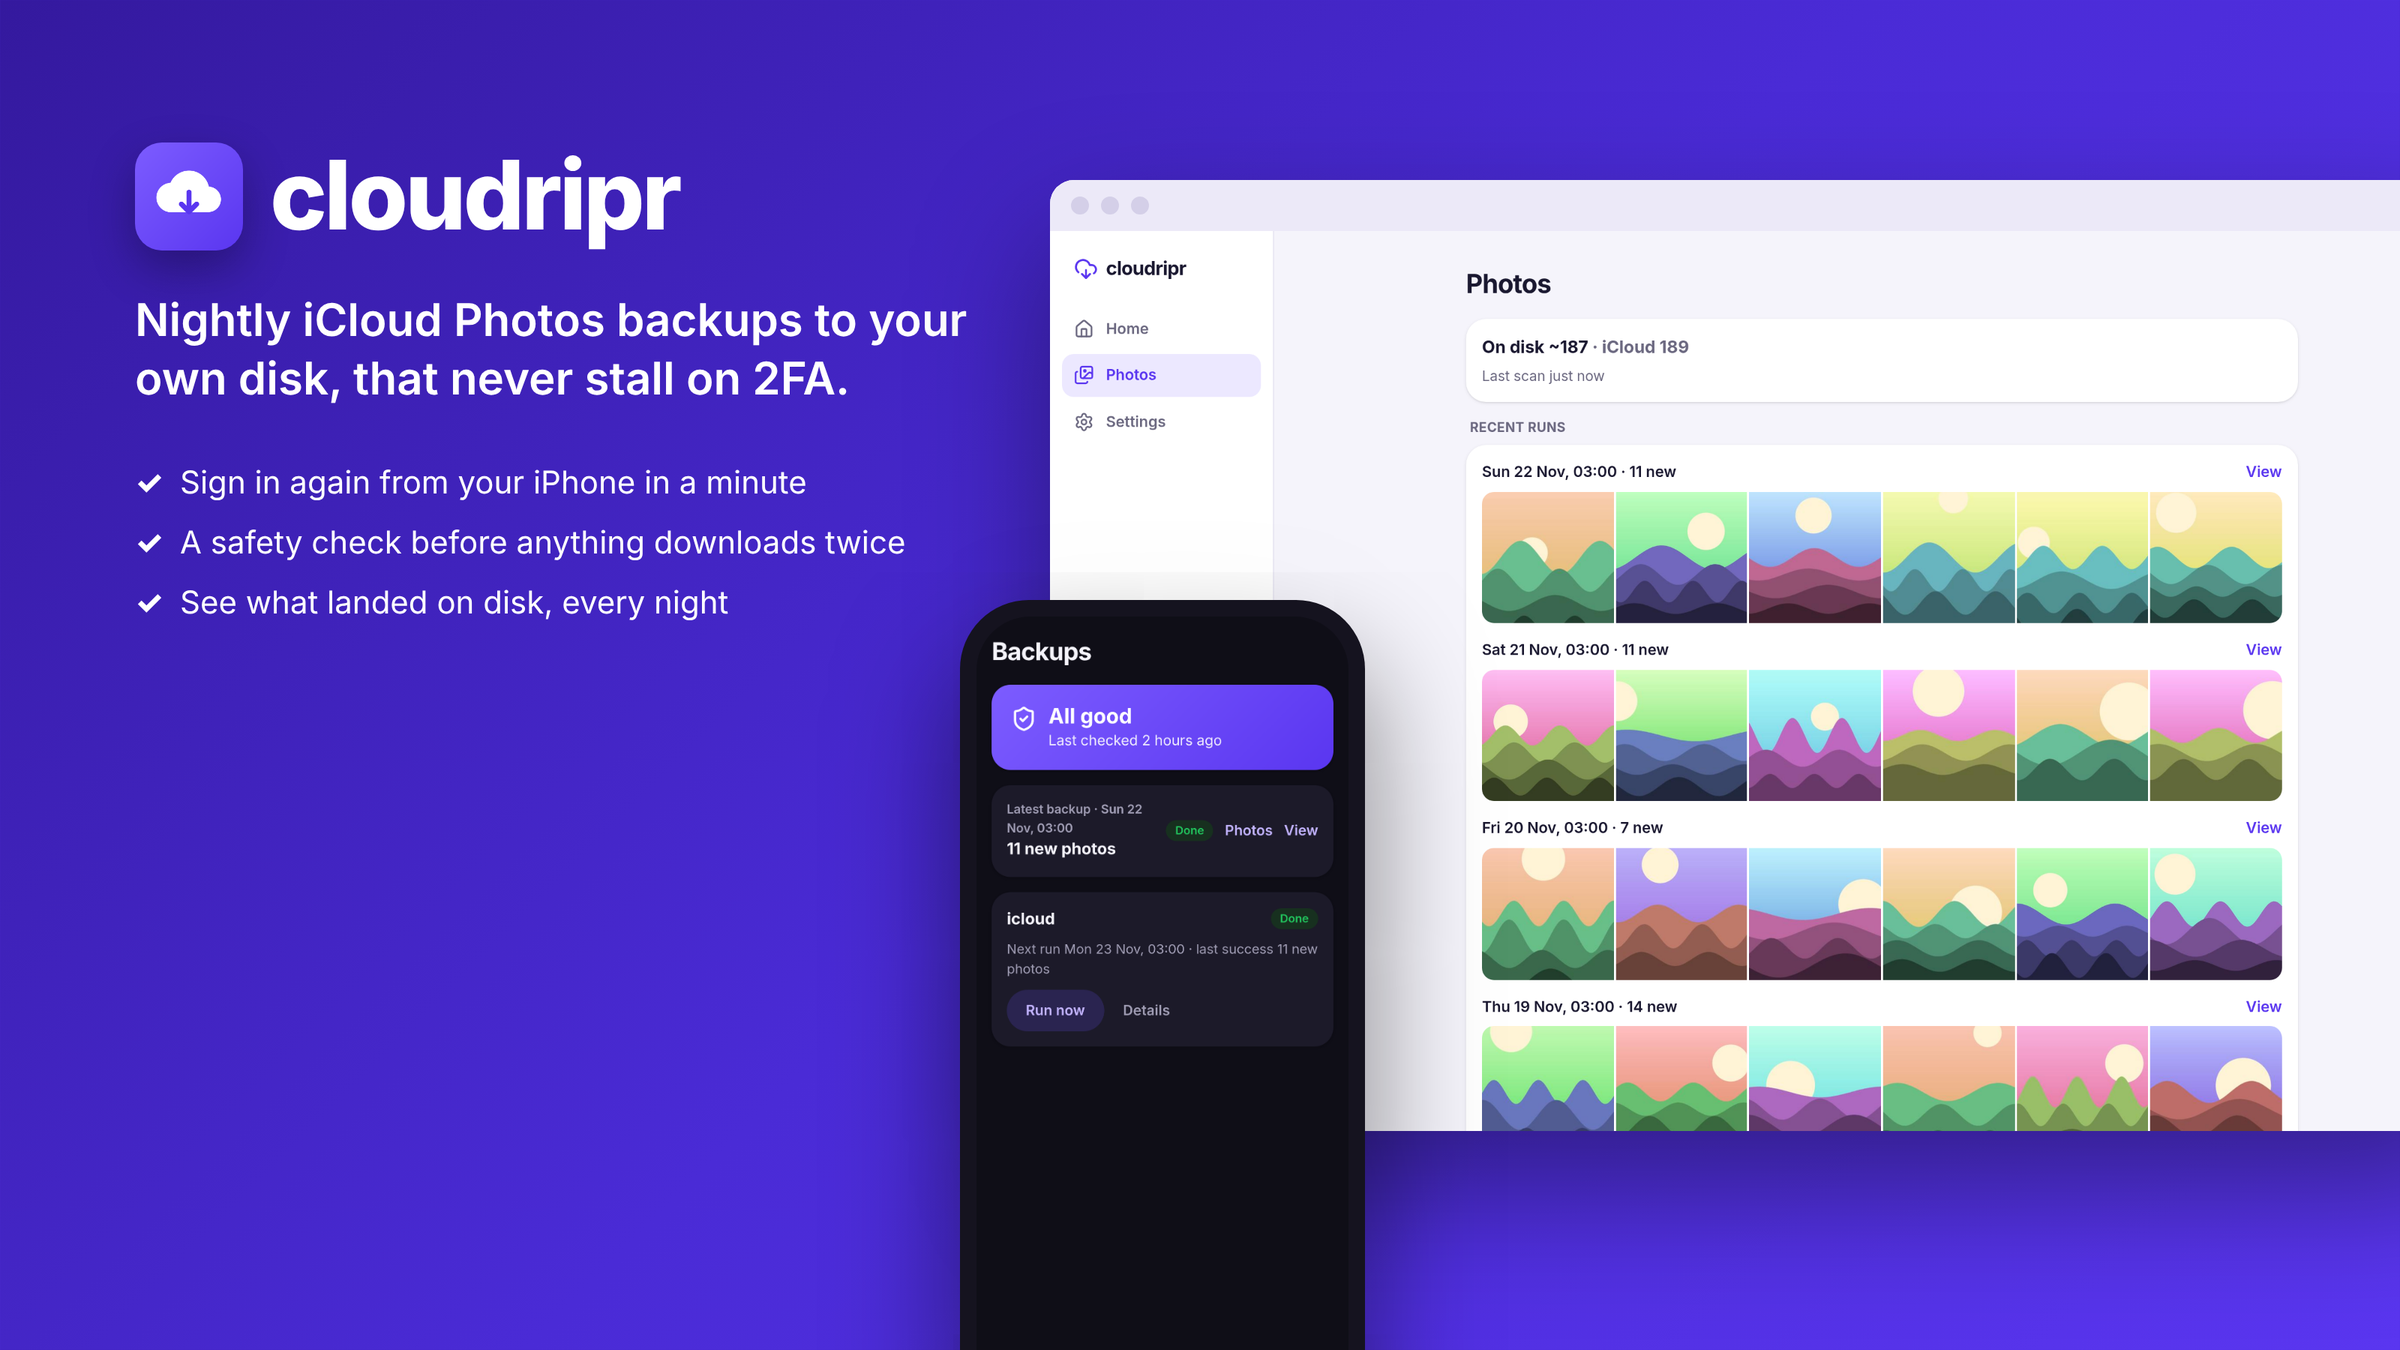 cloudripr
Nightly iCloud Photos backups to your
own disk, that never stall on 2FA.
Sign in again from your iPhone in a minute
A safety check before anything downloads twice
See what landed on disk, every night
cloudripr
Home
Photos
Settings
Photos
On disk ~187 · iCloud 189
Last scan just now
RECENT RUNS
Sun 22 Nov, 03:00 · 11 new View
Sat 21 Nov, 03:00 · 11 new View
Fri 20 Nov, 03:00 · 7 new View
Thu 19 Nov, 03:00 · 14 new View
Backups
All good
Last checked 2 hours ago
Latest backup · Sun 22
Nov, 03:00
11 new photos
Done Photos View
icloud Done
Next run Mon 23 Nov, 03:00 · last success 11 new
photos
Run now Details